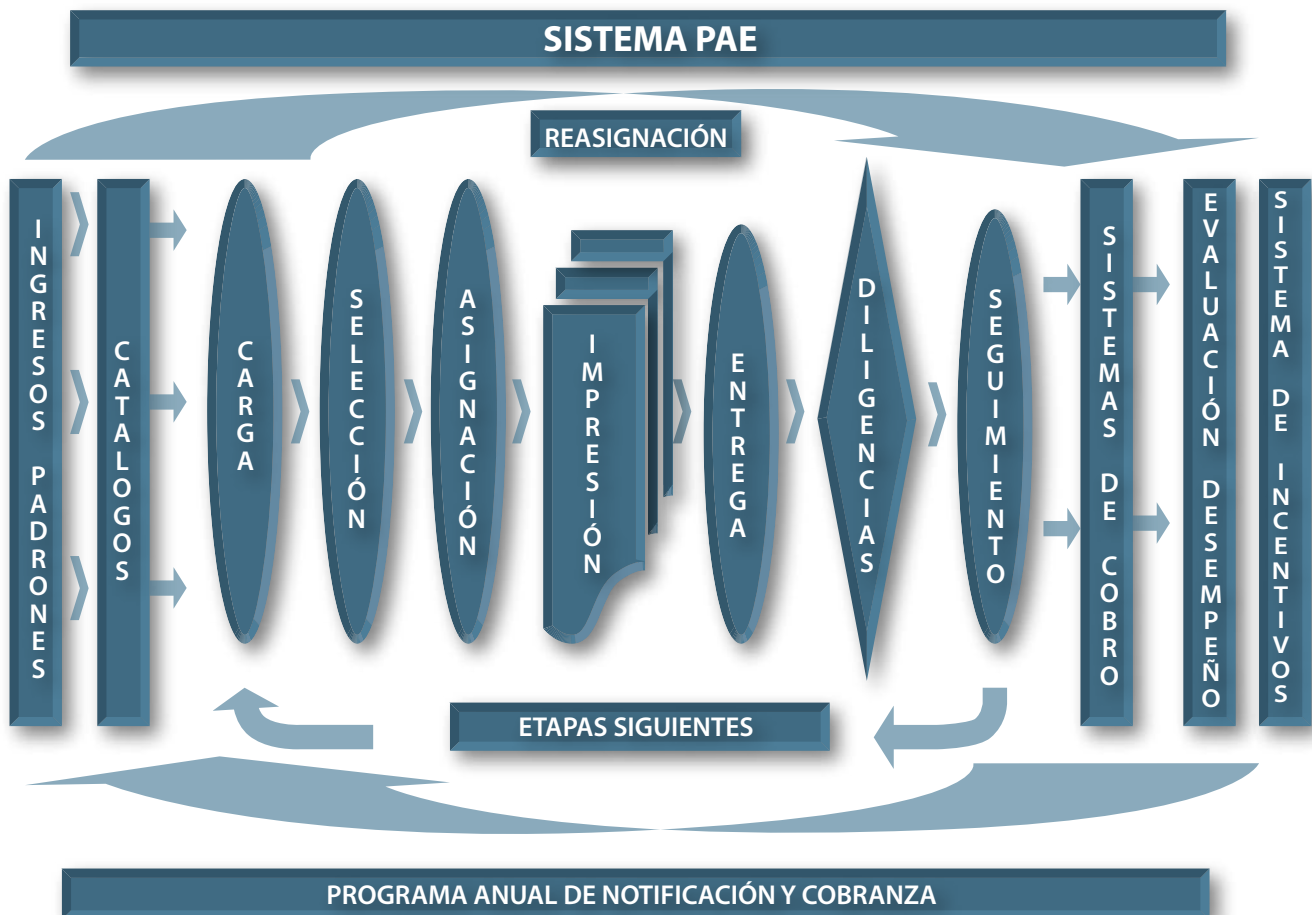 SISTEMA PAE
REASIGNACIÓN
INGRESOS PADRONES
CATALOGOS
CARGA
SELECCIÓN
ASIGNACIÓN
IMPRESIÓN
ENTREGA
DILIGENCIAS
SEGUIMIENTO
SISTEMAS DE COBRO
EVALUACIÓN DESEMPEÑO
SISTEMA DE INCENTIVOS
ETAPAS SIGUIENTES
PROGRAMA ANUAL DE NOTIFICACIÓN Y COBRANZA